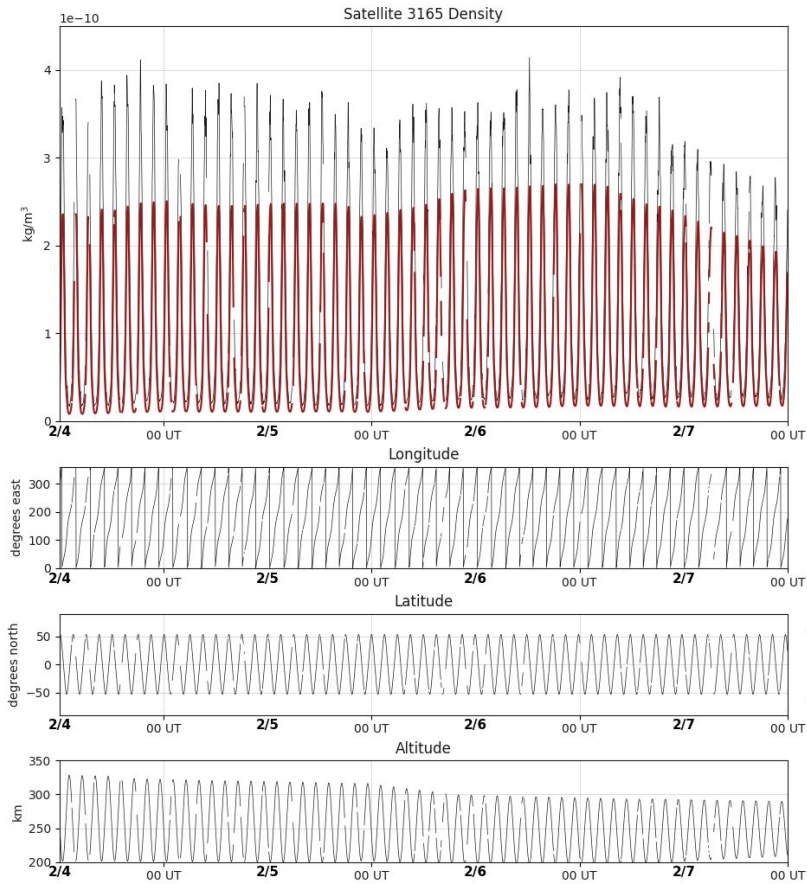 Satellite 3165 Density
1e−10
4
3
2
1
0
kg/m³
2/4 00 UT 2/5 00 UT 2/6 00 UT 2/7 00 UT
Longitude
300
200
100
0
degrees east
2/4 00 UT 2/5 00 UT 2/6 00 UT 2/7 00 UT
Latitude
50
0
−50
degrees north
2/4 00 UT 2/5 00 UT 2/6 00 UT 2/7 00 UT
Altitude
350
300
250
200
km
2/4 00 UT 2/5 00 UT 2/6 00 UT 2/7 00 UT